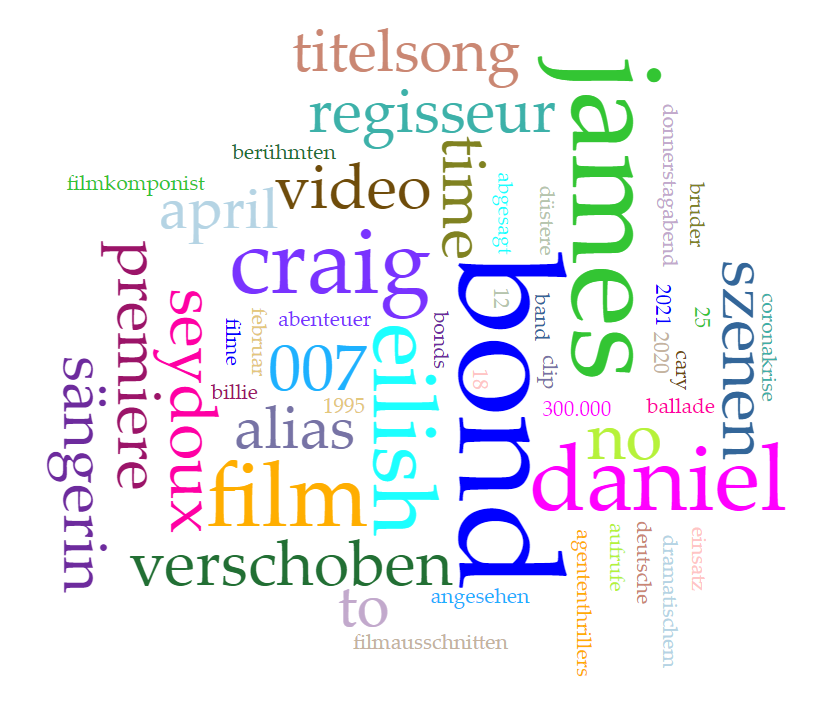 titelsong
james
regisseur
donnerstagabend
time
berühmten
video
filmkomponist
april
abgesagt
düstere
bruder
craig
premiere
bond
szenen
seydoux
2021
12
band
25
coronakrise
bonds
abenteuer
februar
filme
007
eilish
2020
cary
clip
18
sängerin
billie
1995
300.000
ballade
alias
no
daniel
film
verschoben
aufrufe
deutsche
einsatz
agententhrillers
dramatischem
to
angesehen
filmausschnitten